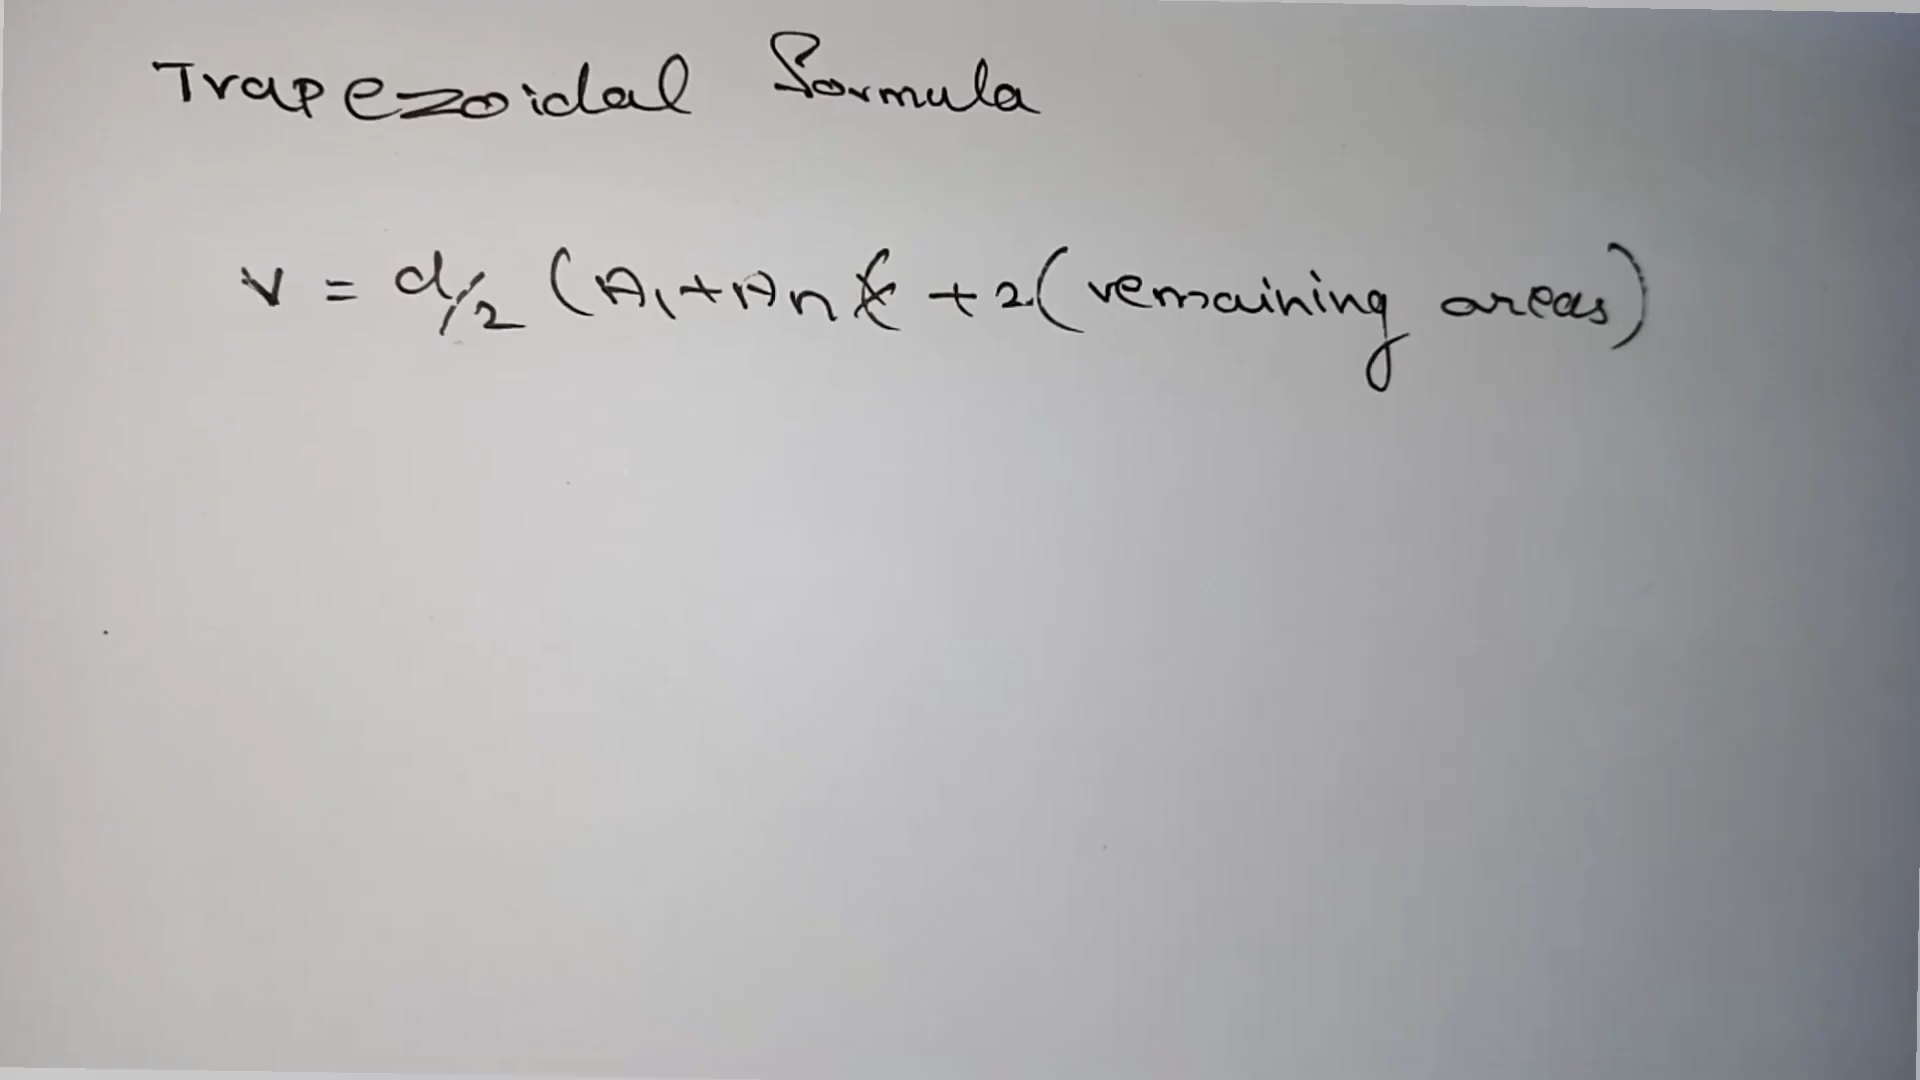 Trapezoidal formula
V = d/2 (A1+An + 2(remaining areas)